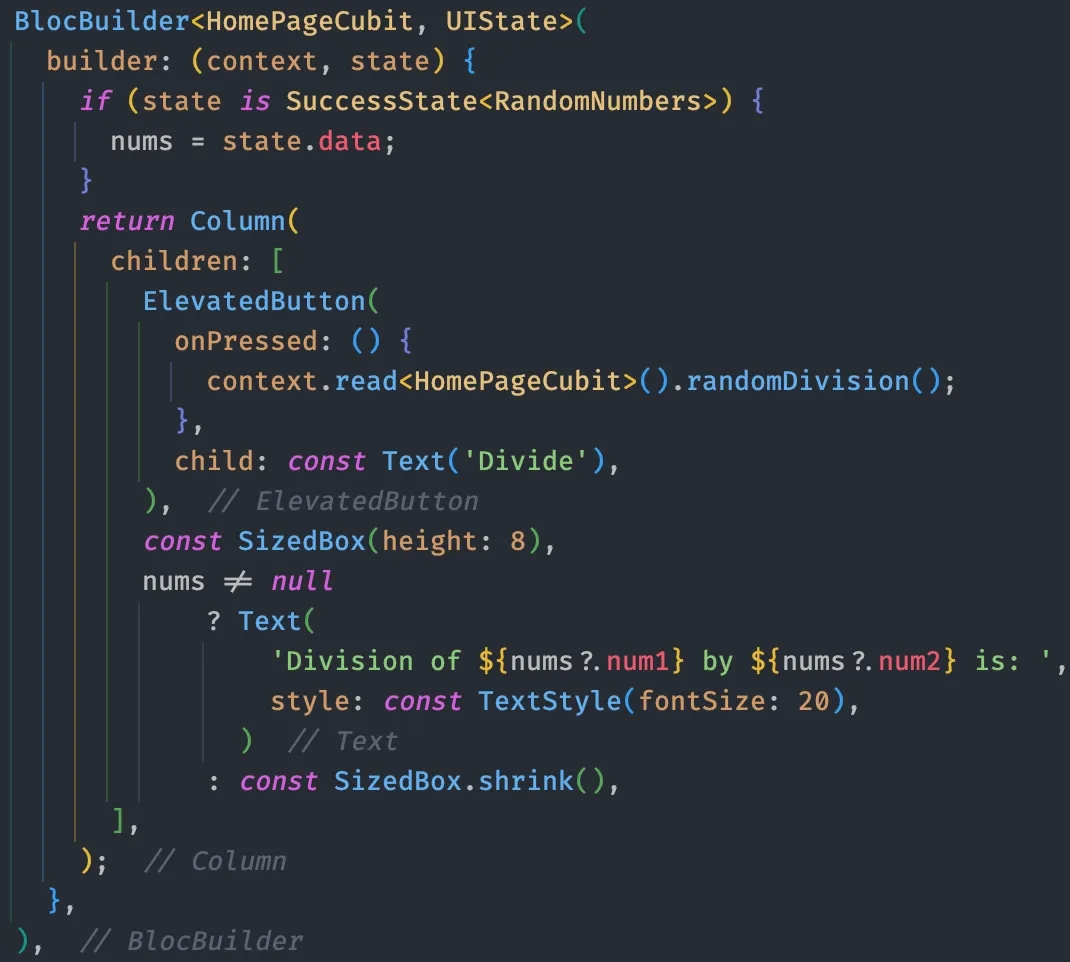 BlocBuilder<HomePageCubit, UIState>(
  builder: (context, state) {
    if (state is SuccessState<RandomNumbers>) {
      nums = state.data;
    }
    return Column(
      children: [
        ElevatedButton(
          onPressed: () {
            context.read<HomePageCubit>().randomDivision();
          },
          child: const Text('Divide'),
        ),  // ElevatedButton
        const SizedBox(height: 8),
        nums ≠ null
            ? Text(
                'Division of ${nums?.num1} by ${nums?.num2} is: ',
                style: const TextStyle(fontSize: 20),
              )  // Text
            : const SizedBox.shrink(),
      ],
    );  // Column
  },
),  // BlocBuilder